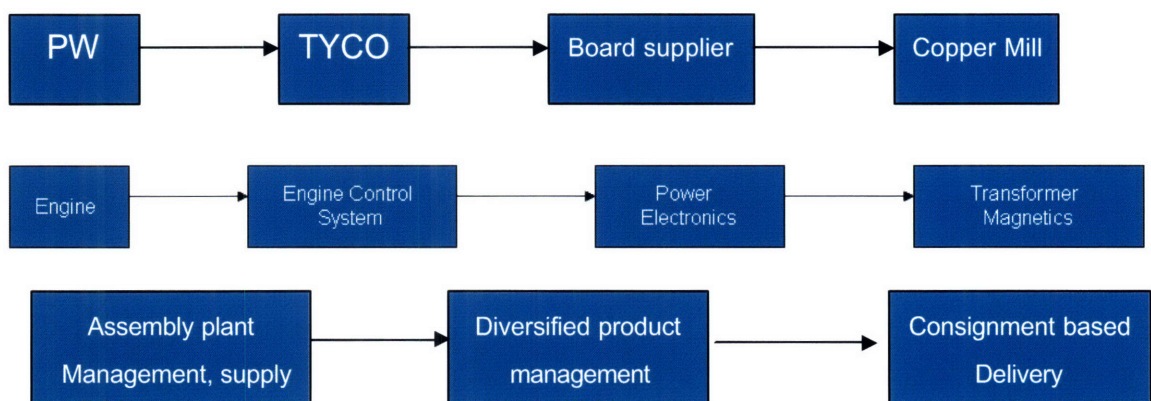 PW
TYCO
Board supplier
Copper Mill
Engine
Engine Control
System
Power
Electronics
Transformer
Magnetics
Assembly plant
Management, supply
Diversified product
management
Consignment based
Delivery